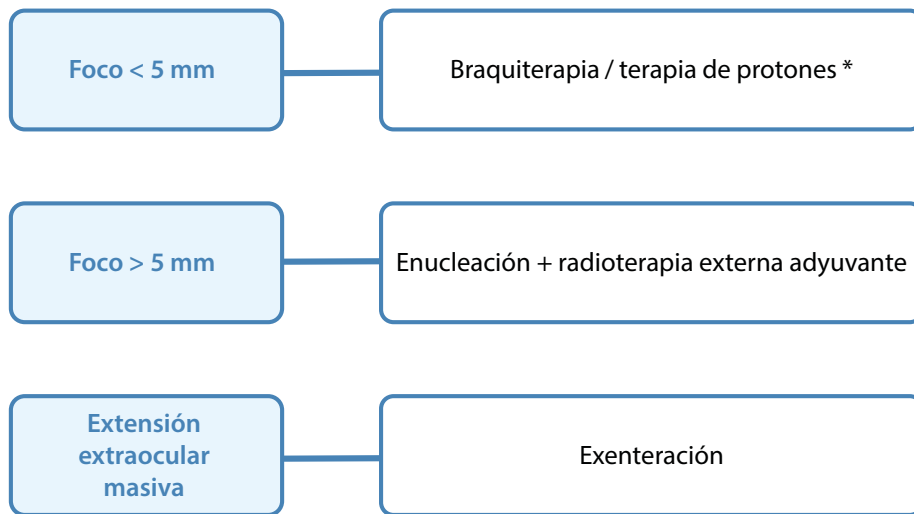 Foco < 5 mm
Braquiterapia / terapia de protones *
Foco > 5 mm
Enucleación + radioterapia externa adyuvante
Extensión
extraocular
masiva
Exenteración